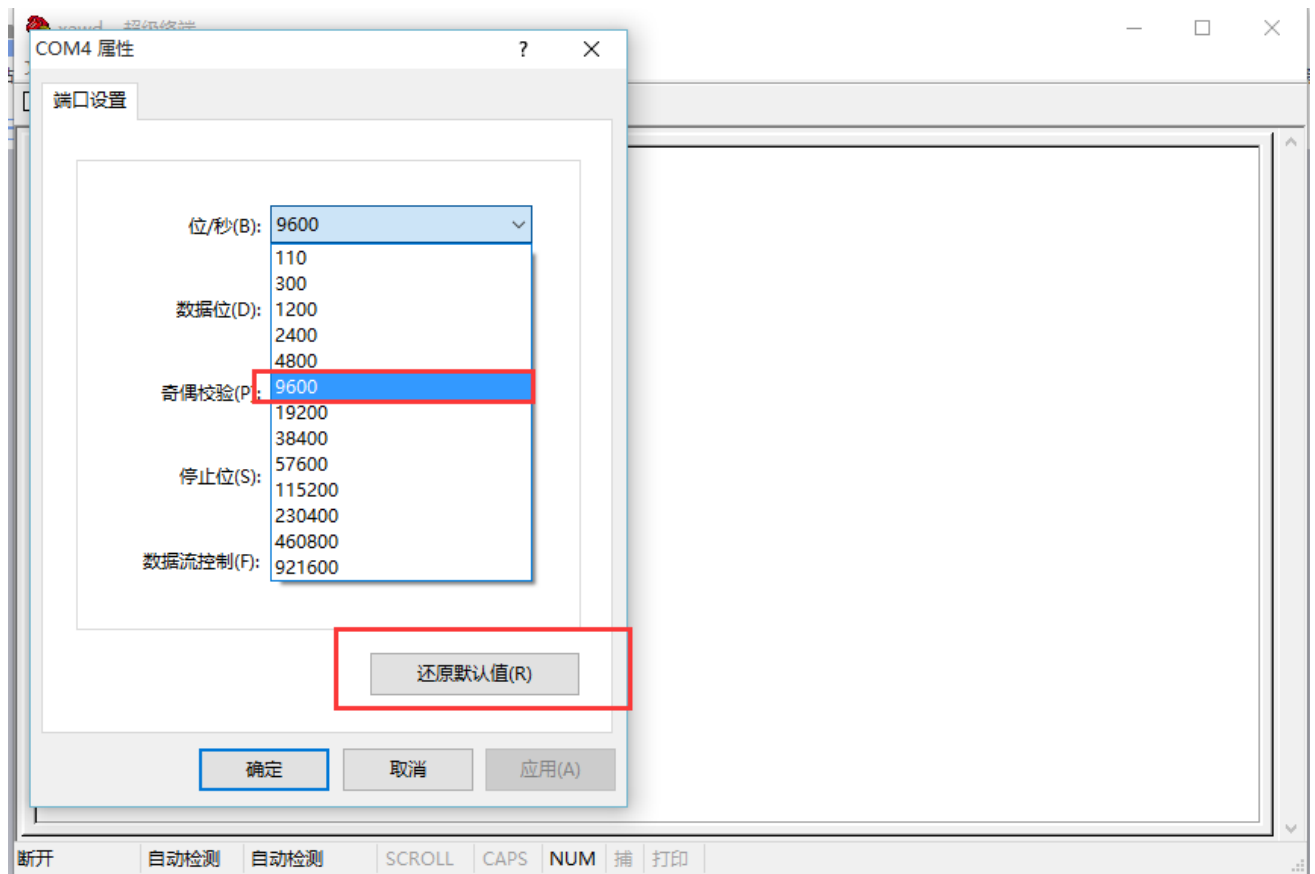 COM4 属性
?
端口设置
位/秒(B): 9600
110
300
数据位(D): 1200
2400
4800
奇偶校验(P): 9600
19200
38400
停止位(S): 57600
115200
230400
460800
数据流控制(F): 921600
还原默认值(R)
确定 取消 应用(A)
断开 自动检测 自动检测 SCROLL CAPS NUM 捕 打印